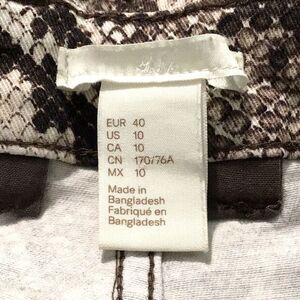 EUR 40
US 10
CA 10
CN 170/76A
MX 10
Made in
Bangladesh
Fabriqué en
Bangladesh